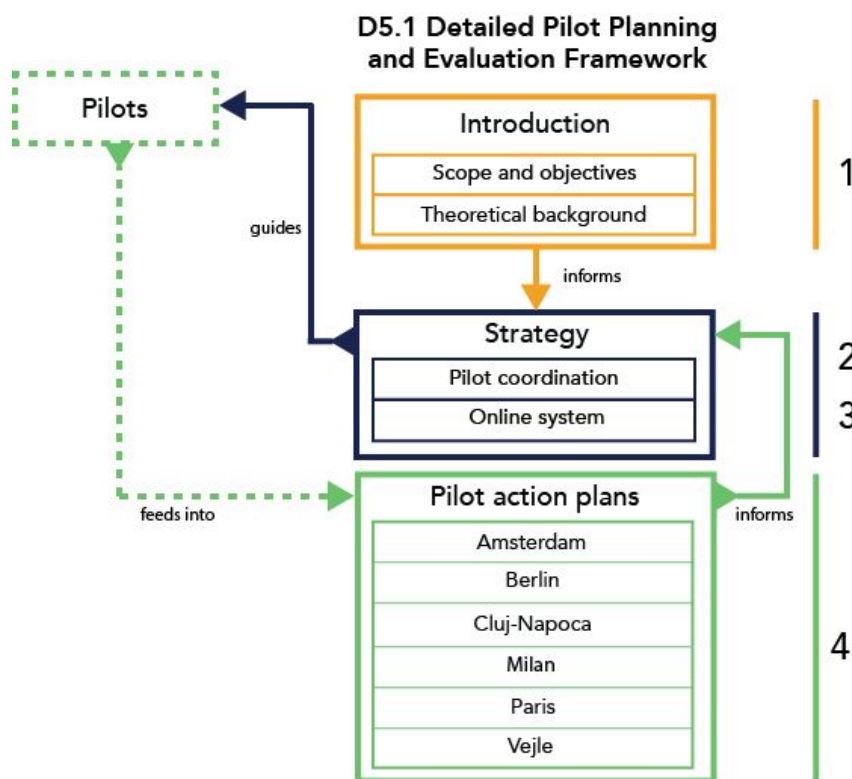 D5.1 Detailed Pilot Planning
and Evaluation Framework
Pilots
Introduction
Scope and objectives
Theoretical background
1
guides
informs
Strategy
Pilot coordination
Online system
2
3
Pilot action plans
feeds into
informs
Amsterdam
Berlin
Cluj-Napoca
Milan
Paris
Vejle
4